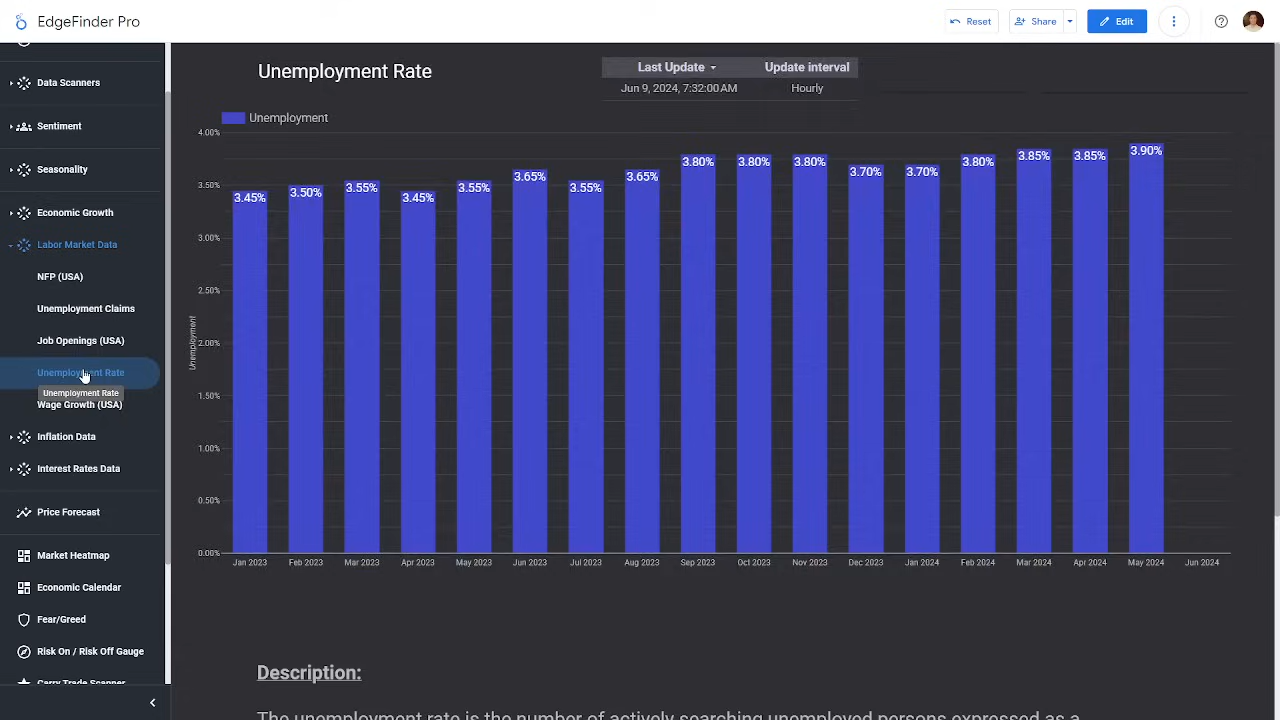 EdgeFinder Pro
Reset
Share
Edit
Data Scanners
Sentiment
Seasonality
Economic Growth
Labor Market Data
NFP (USA)
Unemployment Claims
Job Openings (USA)
Unemployment Rate
Unemployment Rate
Wage Growth (USA)
Inflation Data
Interest Rates Data
Price Forecast
Market Heatmap
Economic Calendar
Fear/Greed
Risk On / Risk Off Gauge
Carry Trade Scanner
Unemployment Rate
Last Update Update interval
Jun 9, 2024, 7:32:00 AM Hourly
Unemployment
4.00%
3.50%
3.00%
2.50%
2.00%
1.50%
1.00%
0.50%
0.00%
Unemployment
3.45% 3.50% 3.55% 3.45% 3.55% 3.65% 3.55% 3.65% 3.80% 3.80% 3.80% 3.70% 3.70% 3.80% 3.85% 3.85% 3.90%
Jan 2023 Feb 2023 Mar 2023 Apr 2023 May 2023 Jun 2023 Jul 2023 Aug 2023 Sep 2023 Oct 2023 Nov 2023 Dec 2023 Jan 2024 Feb 2024 Mar 2024 Apr 2024 May 2024 Jun 2024
Description:
The unemployment rate is the number of actively searching unemployed persons expressed as a